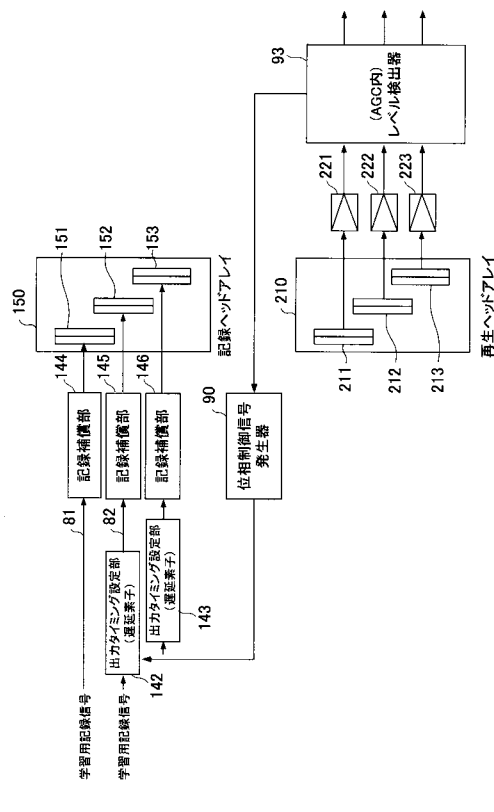 150
151
152
153
144
145
146
81
82
学習用記録信号
学習用記録信号
記録補償部
記録補償部
記録補償部
出力タイミング設定部
(遅延素子)
出力タイミング設定部
(遅延素子)
142
143
記録ヘッドアレイ
90
位相制御信号
発生器
93
(AGC内)
レベル検出器
221
222
223
210
211
212
213
再生ヘッドアレイ